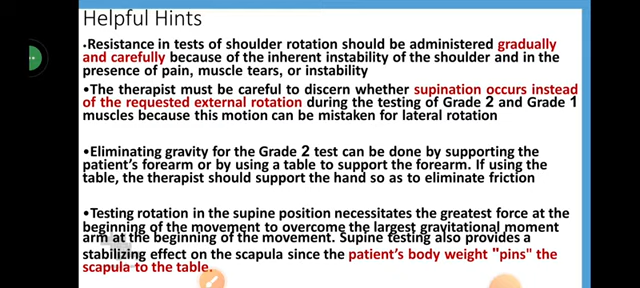 Helpful Hints
•Resistance in tests of shoulder rotation should be administered gradually
and carefully because of the inherent instability of the shoulder and in the
presence of pain, muscle tears, or instability
•The therapist must be careful to discern whether supination occurs instead
of the requested external rotation during the testing of Grade 2 and Grade 1
muscles because this motion can be mistaken for lateral rotation
•Eliminating gravity for the Grade 2 test can be done by supporting the
patient's forearm or by using a table to support the forearm. If using the
table, the therapist should support the hand so as to eliminate friction
•Testing rotation in the supine position necessitates the greatest force at the
beginning of the movement to overcome the largest gravitational moment
arm at the beginning of the movement. Supine testing also provides a
stabilizing effect on the scapula since the patient's body weight "pins" the
scapula to the table.